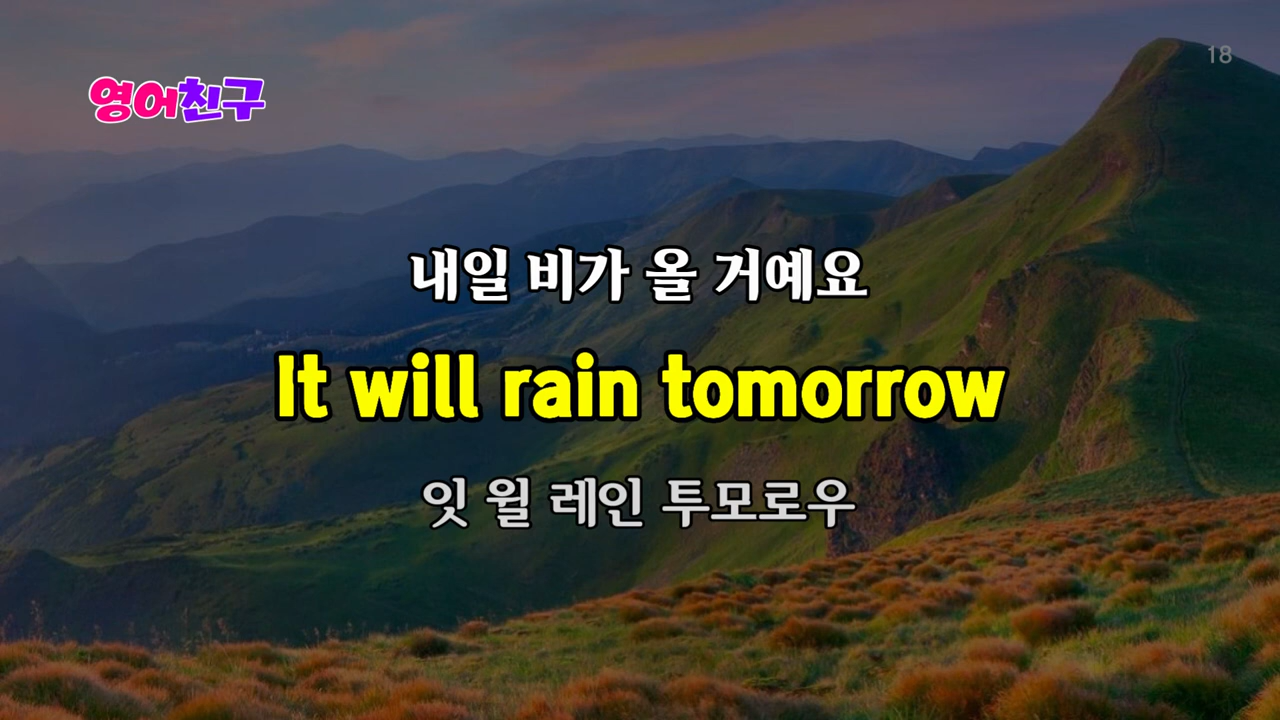 영어친구
18
내일 비가 올 거예요
It will rain tomorrow
잇 윌 레인 투모로우